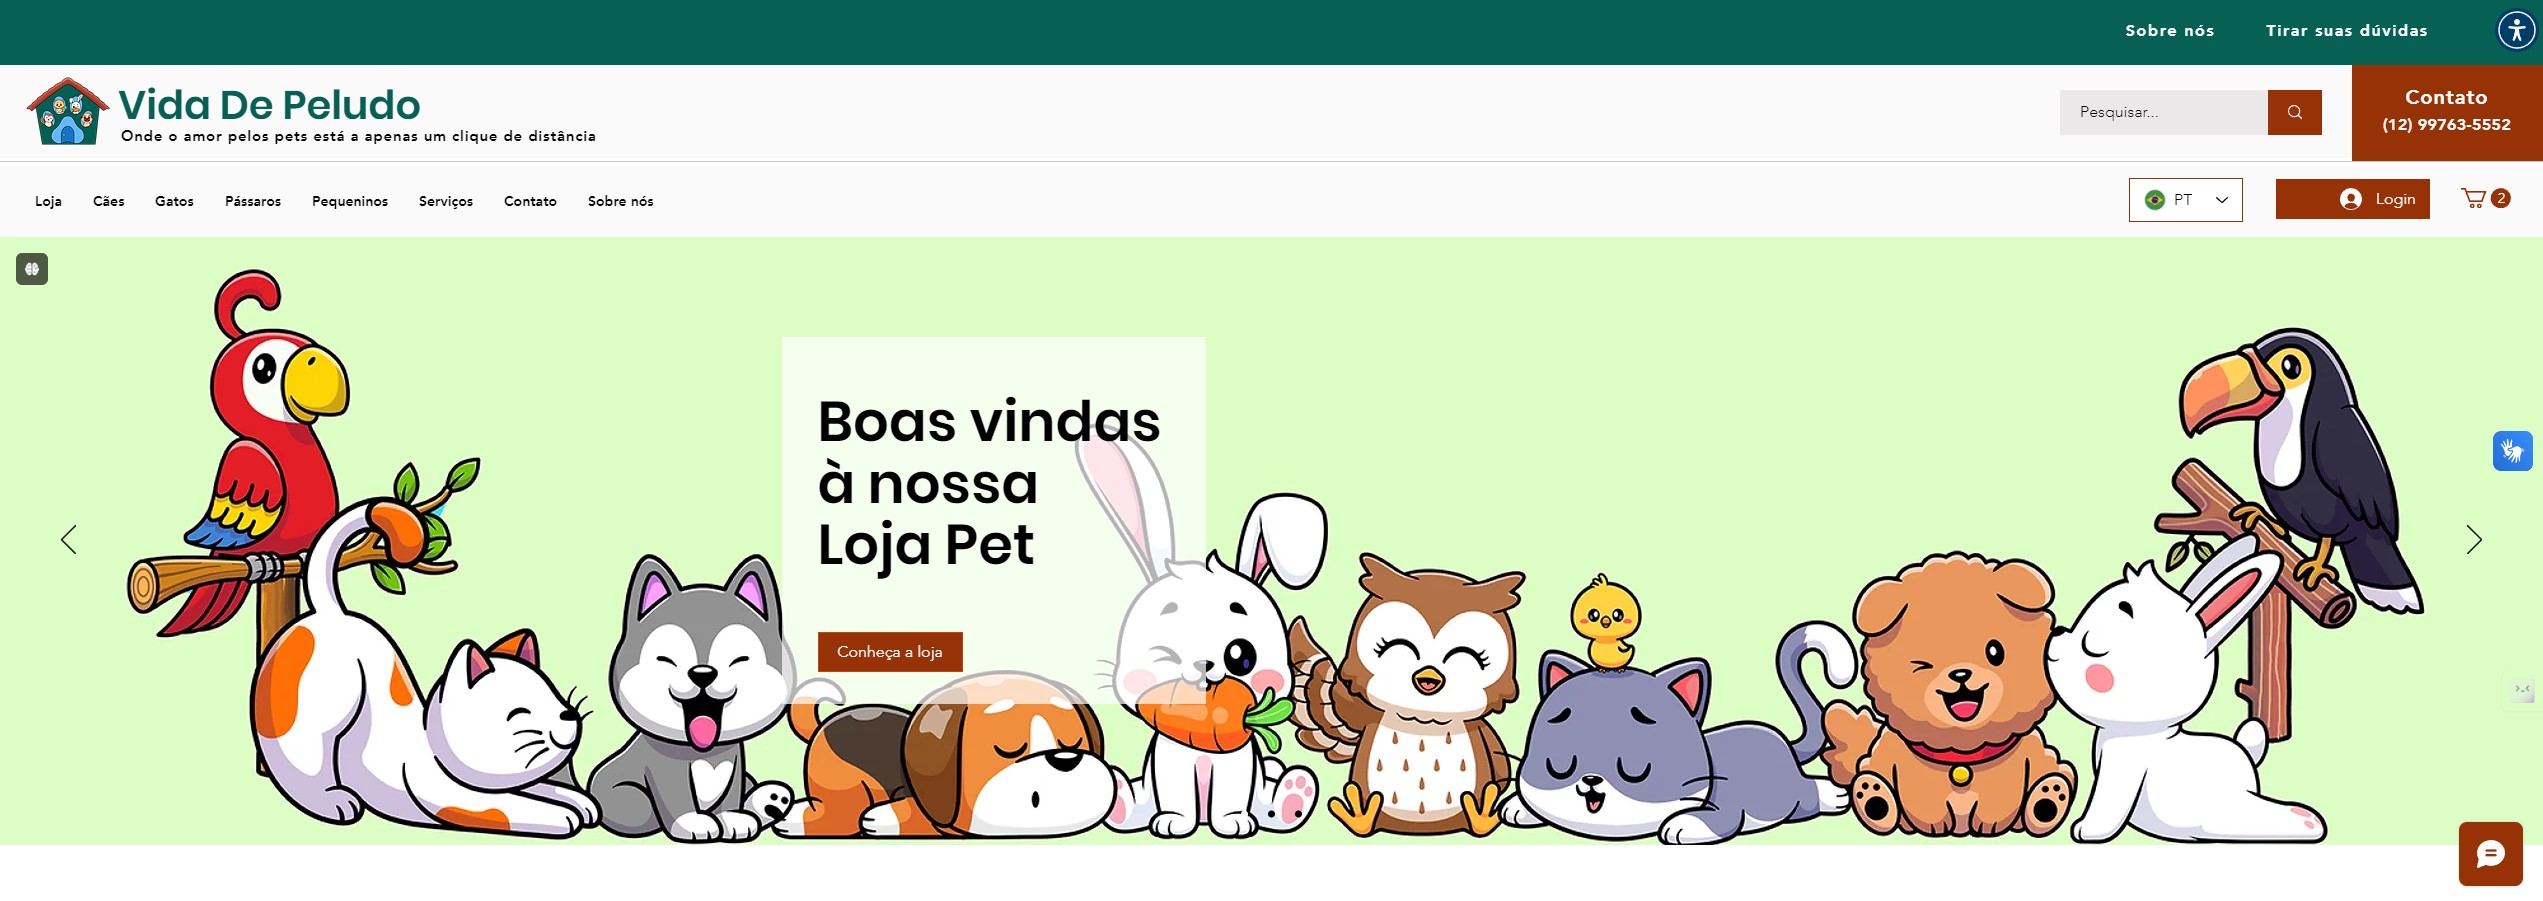 Sobre nós
Tirar suas dúvidas
Vida De Peludo
Onde o amor pelos pets está a apenas um clique de distância
Pesquisar...
Contato
(12) 99763-5552
Loja
Cães
Gatos
Pássaros
Pequeninos
Serviços
Contato
Sobre nós
PT
Login
2
Boas vindas
à nossa
Loja Pet
Conheça a loja